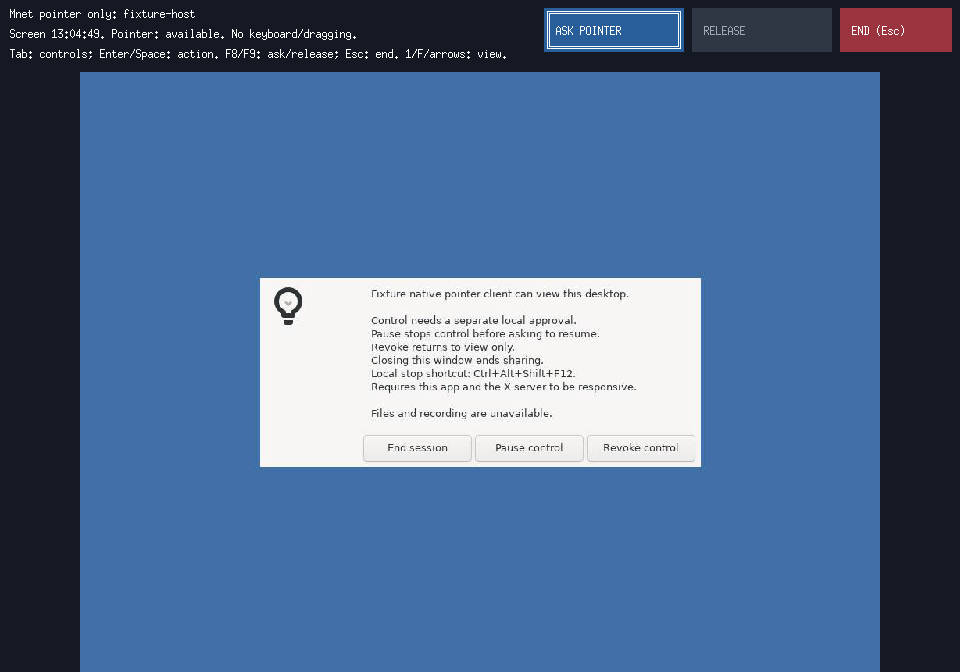 Mnet pointer only: fixture-host
Screen 13:04:49. Pointer: available. No keyboard/dragging.
Tab: controls; Enter/Space: action. F8/F9: ask/release; Esc: end. 1/F/arrows: view.
ASK POINTER
RELEASE
END (Esc)
Fixture native pointer client can view this desktop.
Control needs a separate local approval.
Pause stops control before asking to resume.
Revoke returns to view only.
Closing this window ends sharing.
Local stop shortcut: Ctrl+Alt+Shift+F12.
Requires this app and the X server to be responsive.
Files and recording are unavailable.
End session
Pause control
Revoke control